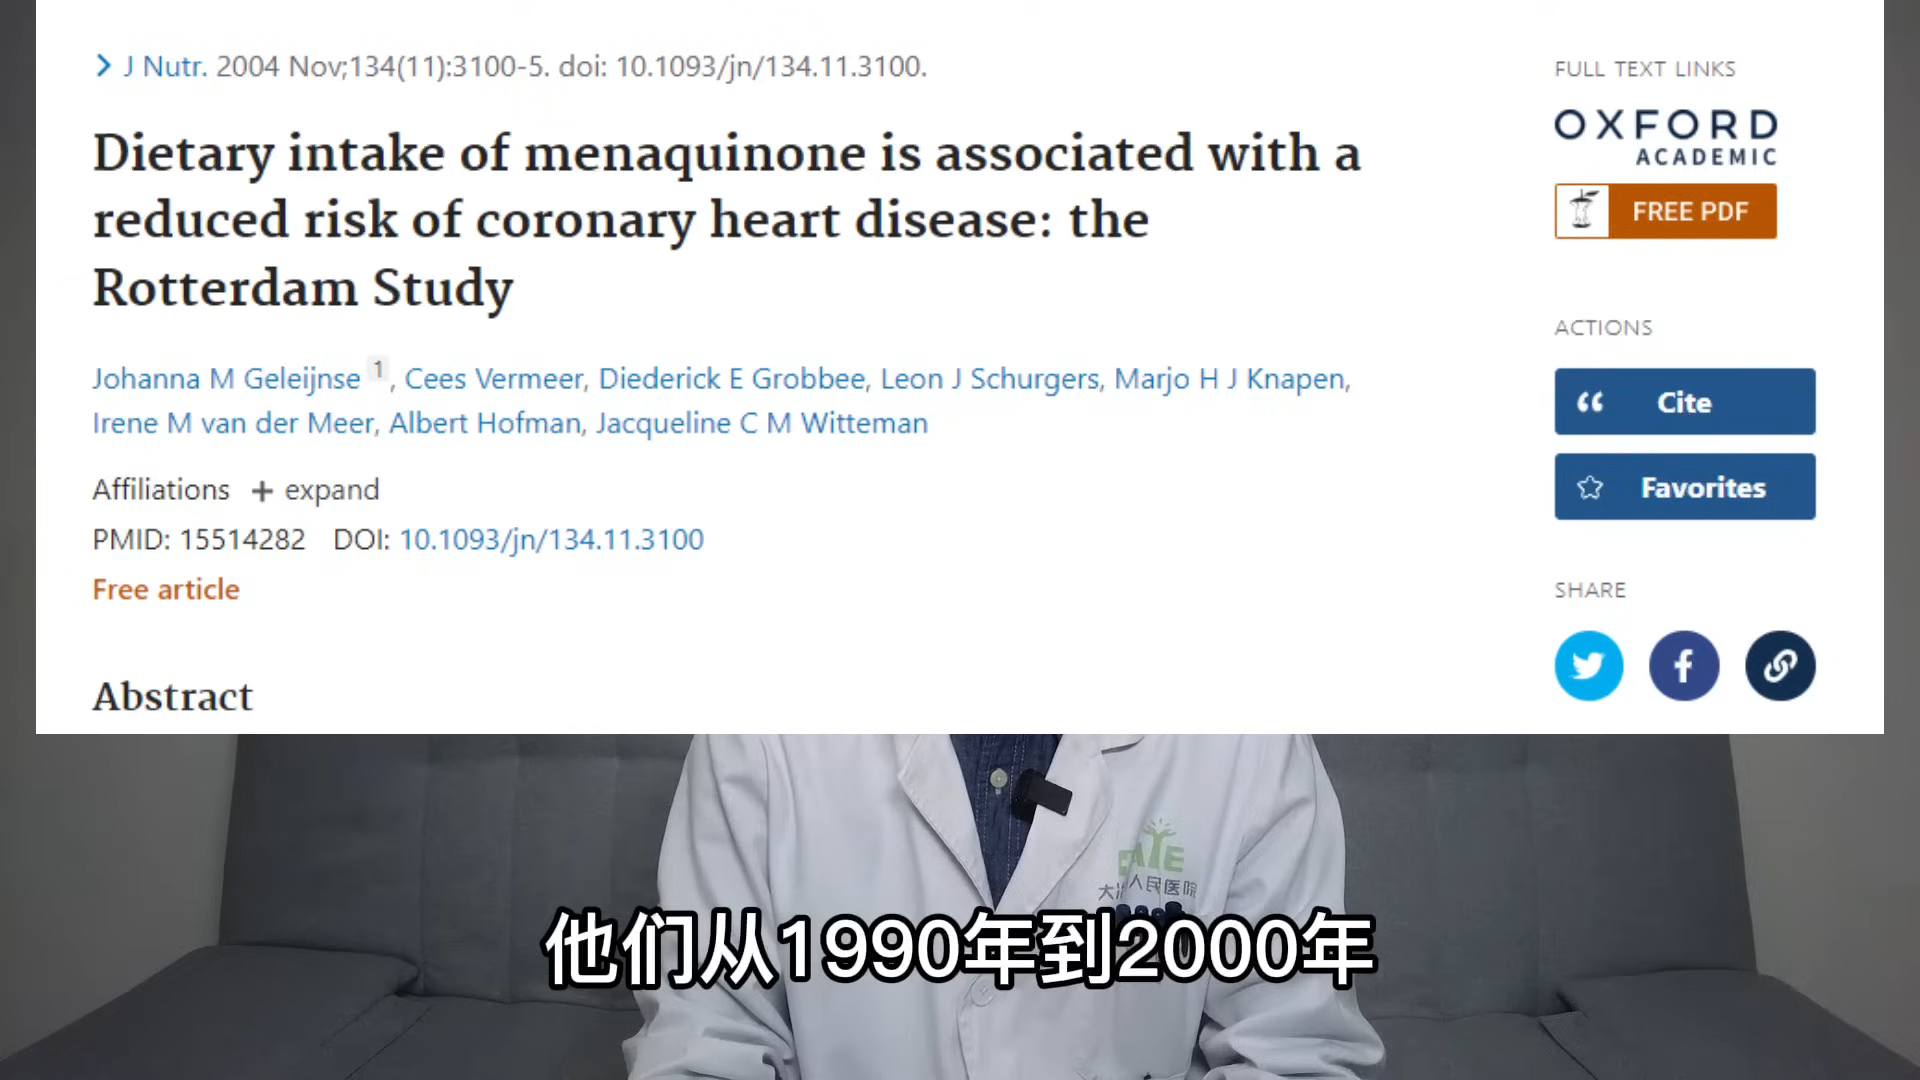 J Nutr. 2004 Nov;134(11):3100-5. doi: 10.1093/jn/134.11.3100.
Dietary intake of menaquinone is associated with a
reduced risk of coronary heart disease: the
Rotterdam Study
Johanna M Geleijnse 1, Cees Vermeer, Diederick E Grobbee, Leon J Schurgers, Marjo H J Knapen,
Irene M van der Meer, Albert Hofman, Jacqueline C M Witteman
Affiliations + expand
PMID: 15514282 DOI: 10.1093/jn/134.11.3100
Free article
Abstract
FULL TEXT LINKS
OXFORD
ACADEMIC
FREE PDF
ACTIONS
Cite
Favorites
SHARE
人民医院
他们从1990年到2000年